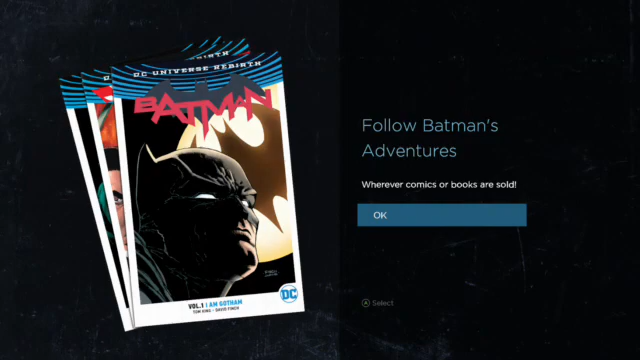 DC UNIVERSE REBIRTH
BATMAN
VOL.1 I AM GOTHAM
TOM KING • DAVID FINCH
DC
Follow Batman's
Adventures
Wherever comics or books are sold!
OK
A Select